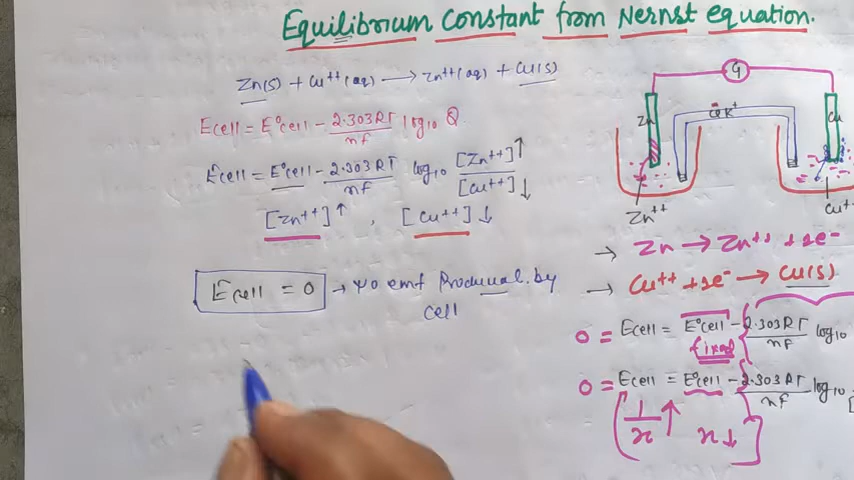 Equilibrium Constant from Nernst equation.
Zn(s) + Cu++(aq) → Zn++(aq) + Cu(s)
Ecell = E°cell - 2.303RT/nF log10 Q
Ecell = E°cell - 2.303RT/nF log10 [Zn++]↑/[Cu++]↓
[Zn++]↑ , [Cu++]↓
Ecell = 0 → no emf Produced by
cell
G
Zn
Cu
Zn++
Cu++
→ Zn → Zn++ + 2e-
→ Cu++ + 2e- → Cu(s)
0 = Ecell = E°cell - 2.303RT/nF log10
fixed
0 = Ecell = E°cell - 2.303RT/nF log10
1/x ↑ x↓